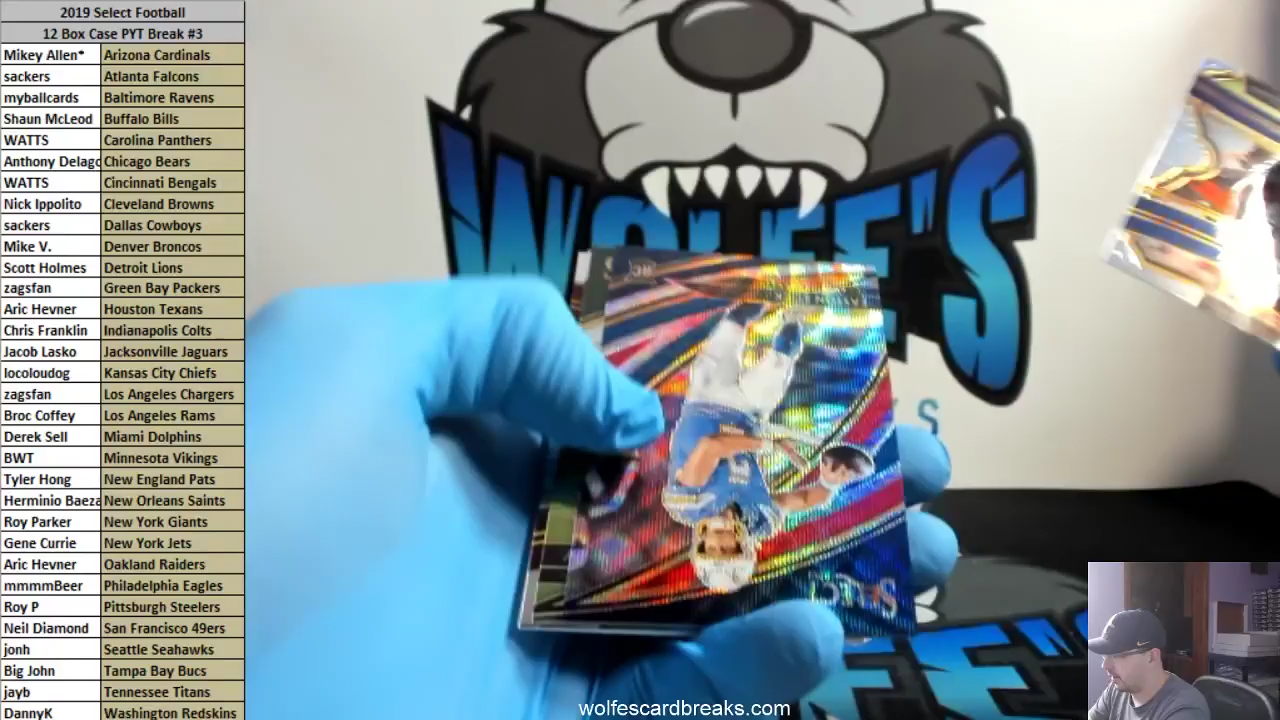 2019 Select Football
12 Box Case PYT Break #3
Mikey Allen* Arizona Cardinals
sackers Atlanta Falcons
myballcards Baltimore Ravens
Shaun McLeod Buffalo Bills
WATTS Carolina Panthers
Anthony Delago Chicago Bears
WATTS Cincinnati Bengals
Nick Ippolito Cleveland Browns
sackers Dallas Cowboys
Mike V. Denver Broncos
Scott Holmes Detroit Lions
zagsfan Green Bay Packers
Aric Hevner Houston Texans
Chris Franklin Indianapolis Colts
Jacob Lasko Jacksonville Jaguars
locoloudog Kansas City Chiefs
zagsfan Los Angeles Chargers
Broc Coffey Los Angeles Rams
Derek Sell Miami Dolphins
BWT Minnesota Vikings
Tyler Hong New England Pats
Herminio Baeza New Orleans Saints
Roy Parker New York Giants
Gene Currie New York Jets
Aric Hevner Oakland Raiders
mmmmBeer Philadelphia Eagles
Roy P Pittsburgh Steelers
Neil Diamond San Francisco 49ers
jonh Seattle Seahawks
Big John Tampa Bay Bucs
jayb Tennessee Titans
DannyK Washington Redskins
WOLFE'S
S
Select
FE'
wolfescardbreaks.com